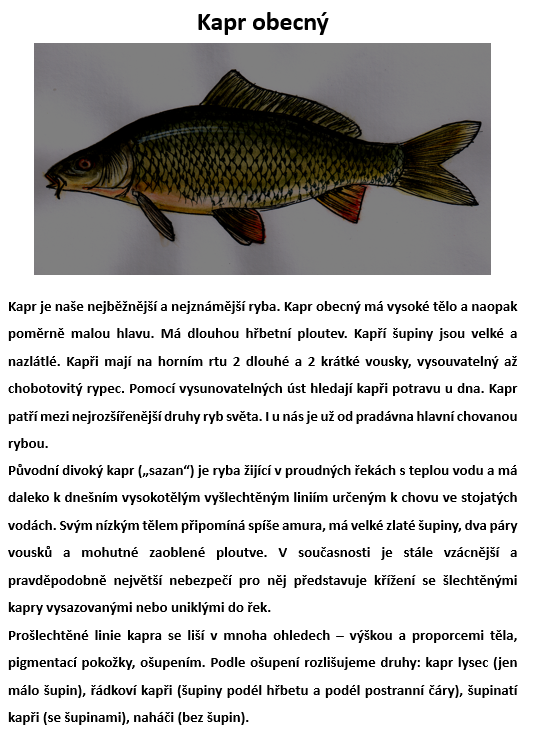 Kapr obecný
Kapr je naše nejběžnější a nejznámější ryba. Kapr obecný má vysoké tělo a naopak
poměrně malou hlavu. Má dlouhou hřbetní ploutev. Kapří šupiny jsou velké a
nazlátlé. Kapři mají na horním rtu 2 dlouhé a 2 krátké vousky, vysouvatelný až
chobotovitý rypec. Pomocí vysunovatelných úst hledají kapři potravu u dna. Kapr
patří mezi nejrozšířenější druhy ryb světa. I u nás je už od pradávna hlavní chovanou
rybou.
Původní divoký kapr („sazan“) je ryba žijící v proudných řekách s teplou vodu a má
daleko k dnešním vysokotělým vyšlechtěným liniím určeným k chovu ve stojatých
vodách. Svým nízkým tělem připomíná spíše amura, má velké zlaté šupiny, dva páry
vousků a mohutné zaoblené ploutve. V současnosti je stále vzácnější a
pravděpodobně největší nebezpečí pro něj představuje křížení se šlechtěnými
kapry vysazovanými nebo uniklými do řek.
Prošlechtěné linie kapra se liší v mnoha ohledech – výškou a proporcemi těla,
pigmentací pokožky, ošupením. Podle ošupení rozlišujeme druhy: kapr lysec (jen
málo šupin), řádkoví kapři (šupiny podél hřbetu a podél postranní čáry), šupinatí
kapři (se šupinami), naháči (bez šupin).